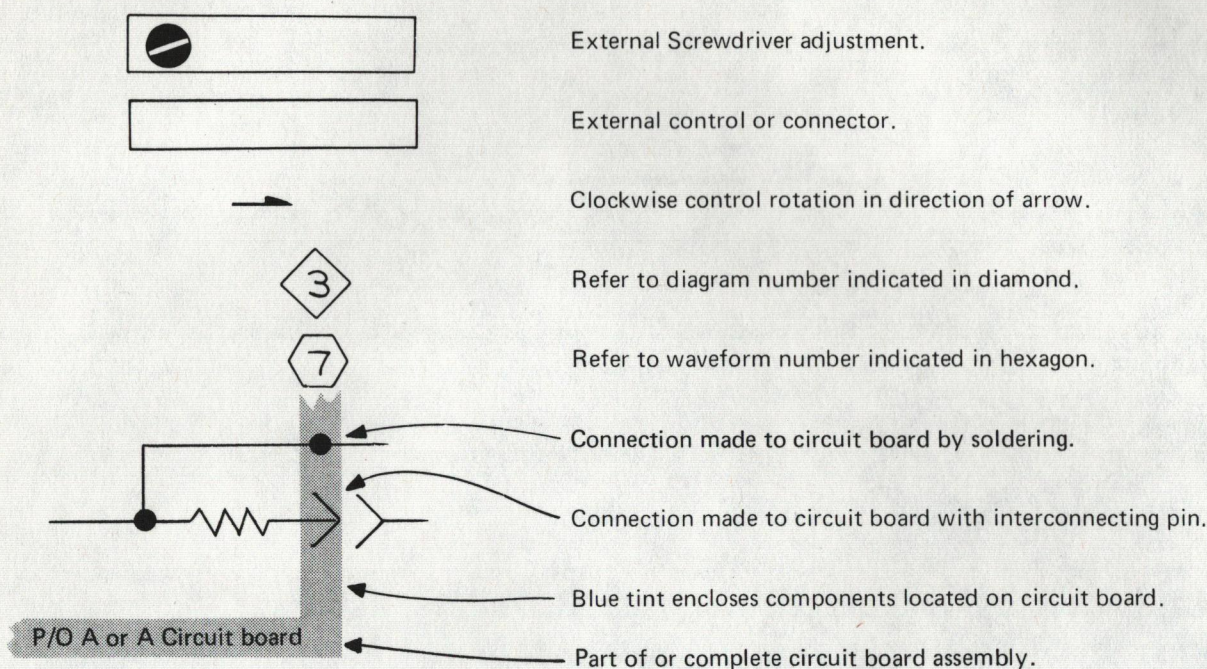 External Screwdriver adjustment.
External control or connector.
Clockwise control rotation in direction of arrow.
3
Refer to diagram number indicated in diamond.
7
Refer to waveform number indicated in hexagon.
Connection made to circuit board by soldering.
Connection made to circuit board with interconnecting pin.
Blue tint encloses components located on circuit board.
P/O A or A Circuit board
Part of or complete circuit board assembly.